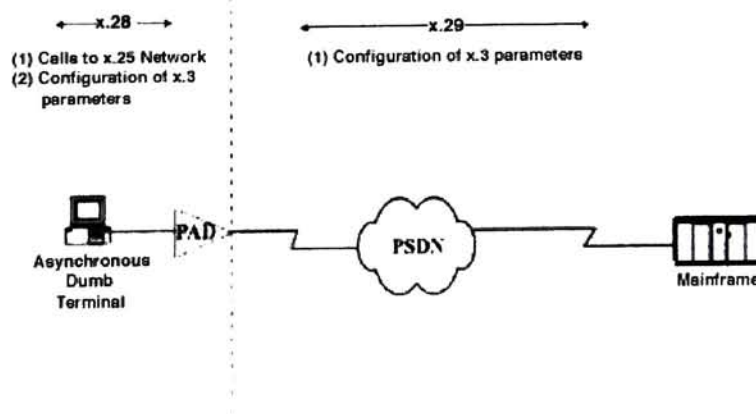 x.28
(1) Calls to x.25 Network
(2) Configuration of x.3
parameters
x.29
(1) Configuration of x.3 parameters
PAD
PSDN
Asynchronous
Dumb
Terminal
Mainframe